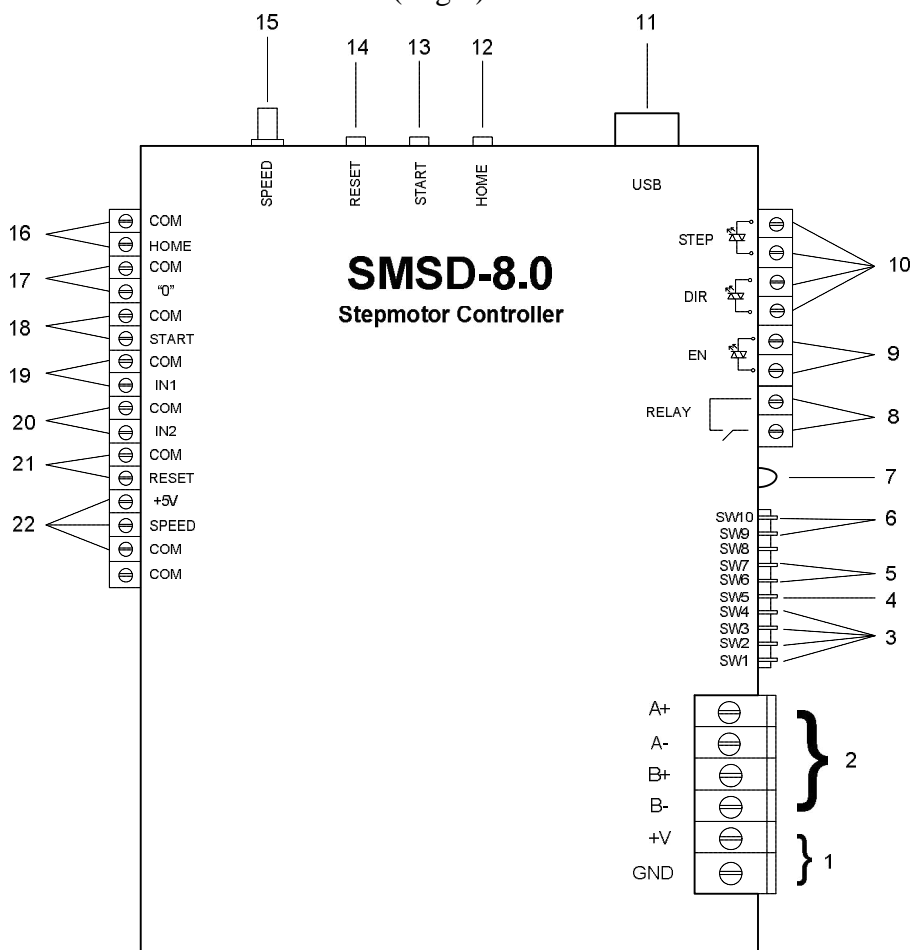 15
14
13
12
11
SPEED
RESET
START
HOME
USB
SMSD-8.0
Stepmotor Controller
16
17
18
19
20
21
22
COM
HOME
COM
"0"
COM
START
COM
IN1
COM
IN2
COM
RESET
+5V
SPEED
COM
COM
STEP
DIR
EN
RELAY
10
9
8
7
SW10
SW9
SW8
SW7
SW6
SW5
SW4
SW3
SW2
SW1
6
5
4
3
A+
A-
B+
B-
+V
GND
2
1